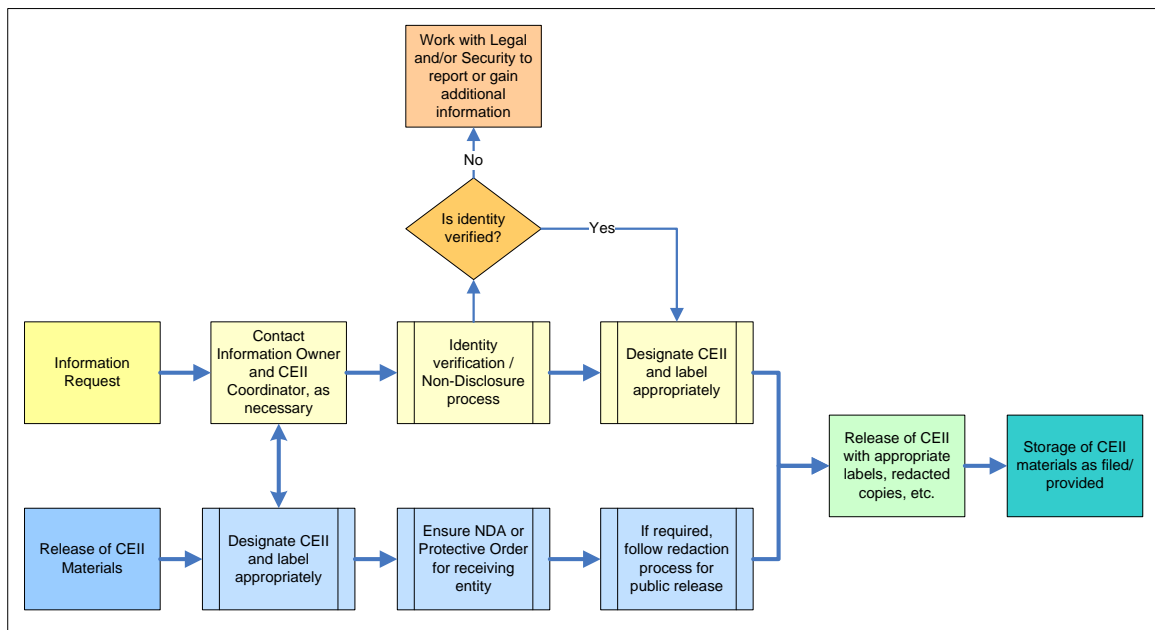 Work with Legal
and/or Security to
report or gain
additional
information
No
Is identity
verified?
Yes
Information
Request
Contact
Information Owner
and CEII
Coordinator, as
necessary
Identity
verification /
Non-Disclosure
process
Designate CEII
and label
appropriately
Release of CEII
with appropriate
labels, redacted
copies, etc.
Storage of CEII
materials as filed/
provided
Release of CEII
Materials
Designate CEII
and label
appropriately
Ensure NDA or
Protective Order
for receiving
entity
If required,
follow redaction
process for
public release